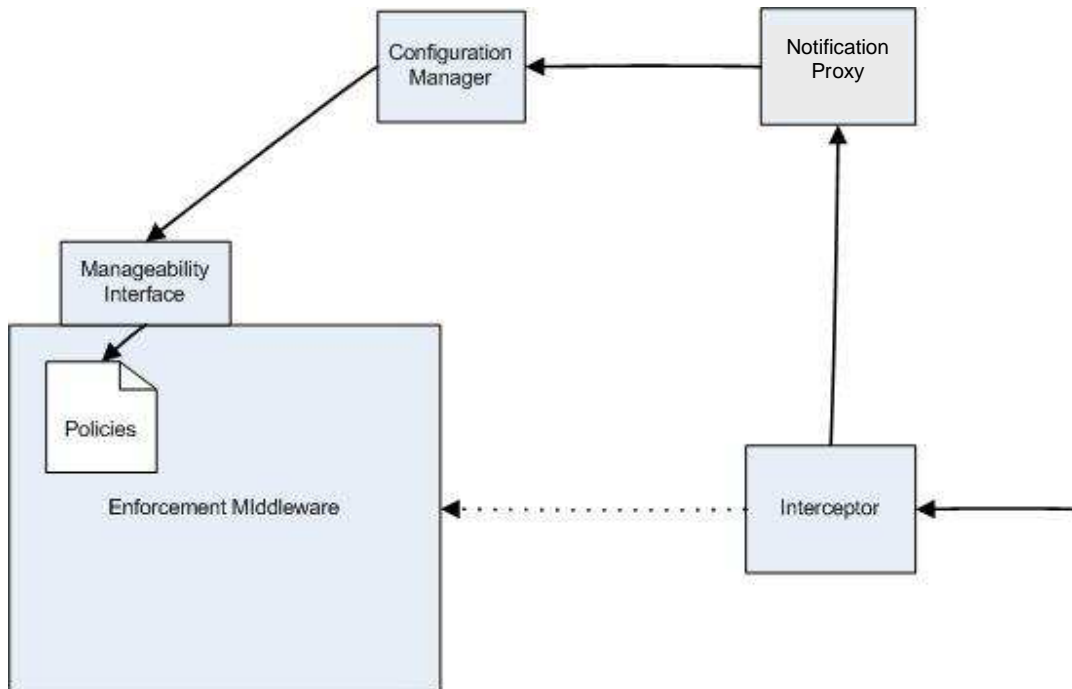 Configuration
Manager
Notification
Proxy
Manageability
Interface
Policies
Enforcement MIddleware
Interceptor